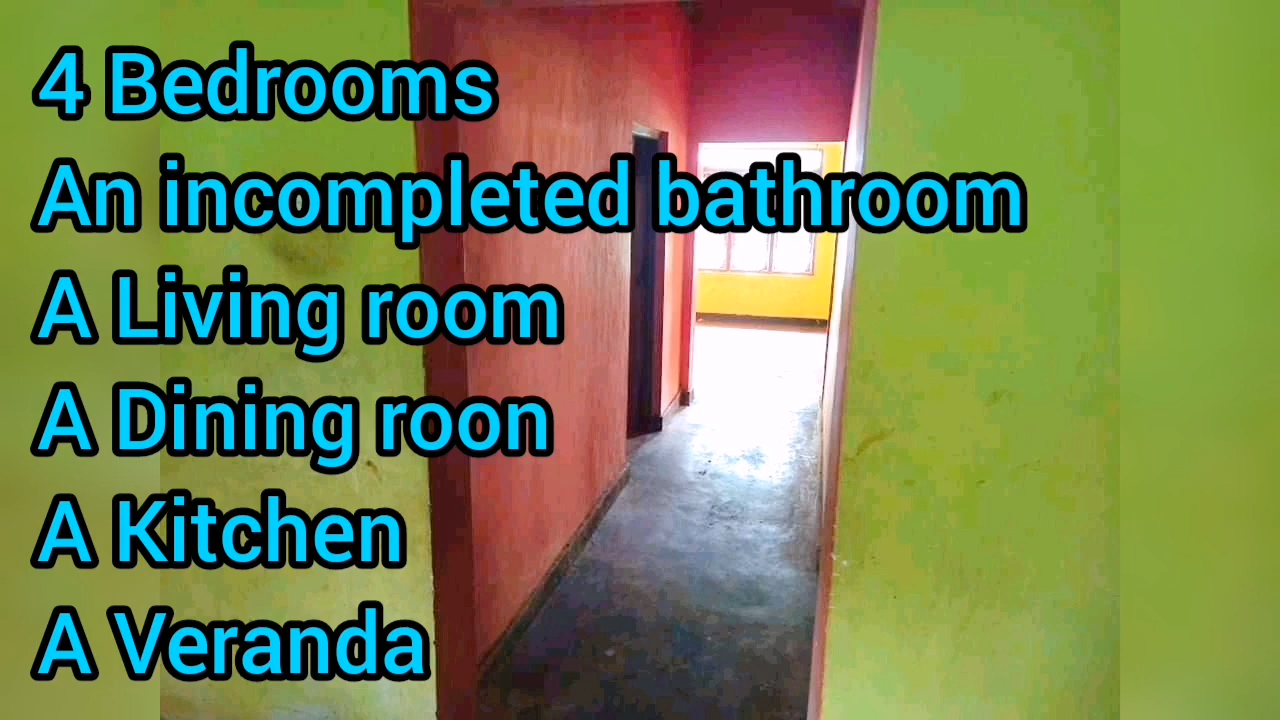 4 Bedrooms
An incompleted bathroom
A Living room
A Dining roon
A Kitchen
A Veranda